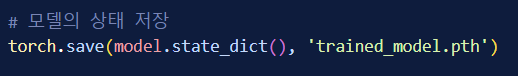 # 모델의 상태 저장
torch.save(model.state_dict(), 'trained_model.pth')